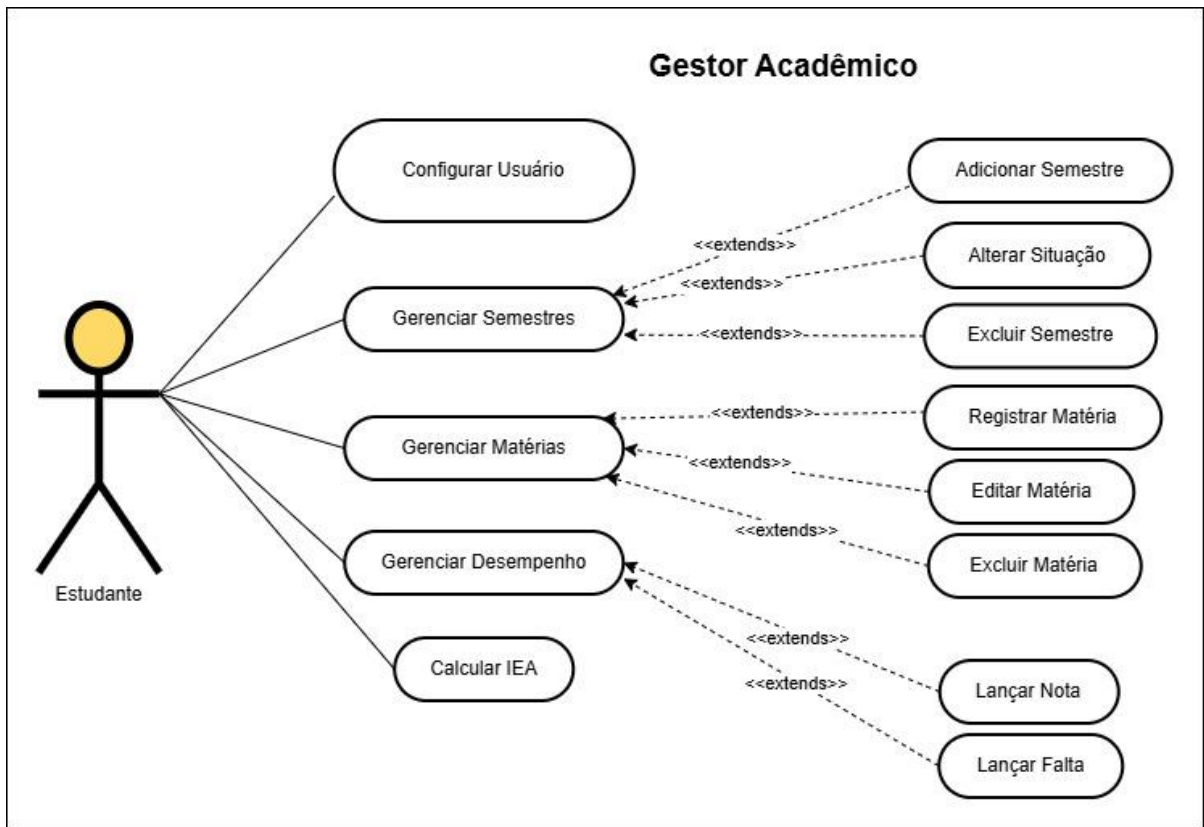 Gestor Acadêmico
Configurar Usuário
Adicionar Semestre
<<extends>>
Alterar Situação
<<extends>>
Gerenciar Semestres
<<extends>>
Excluir Semestre
<<extends>>
Registrar Matéria
Gerenciar Matérias
<<extends>>
Editar Matéria
<<extends>>
Excluir Matéria
Gerenciar Desempenho
Estudante
<<extends>>
Calcular IEA
<<extends>>
Lançar Nota
Lançar Falta